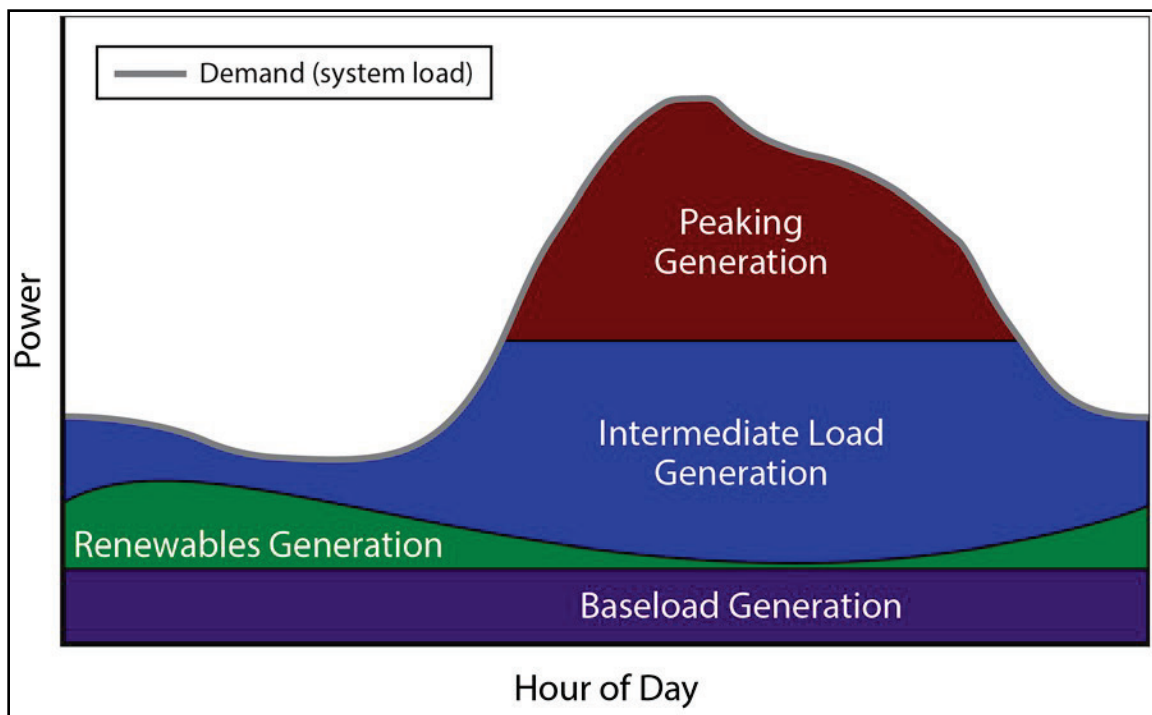 Demand (system load)
Peaking
Generation
Power
Intermediate Load
Generation
Renewables Generation
Baseload Generation
Hour of Day